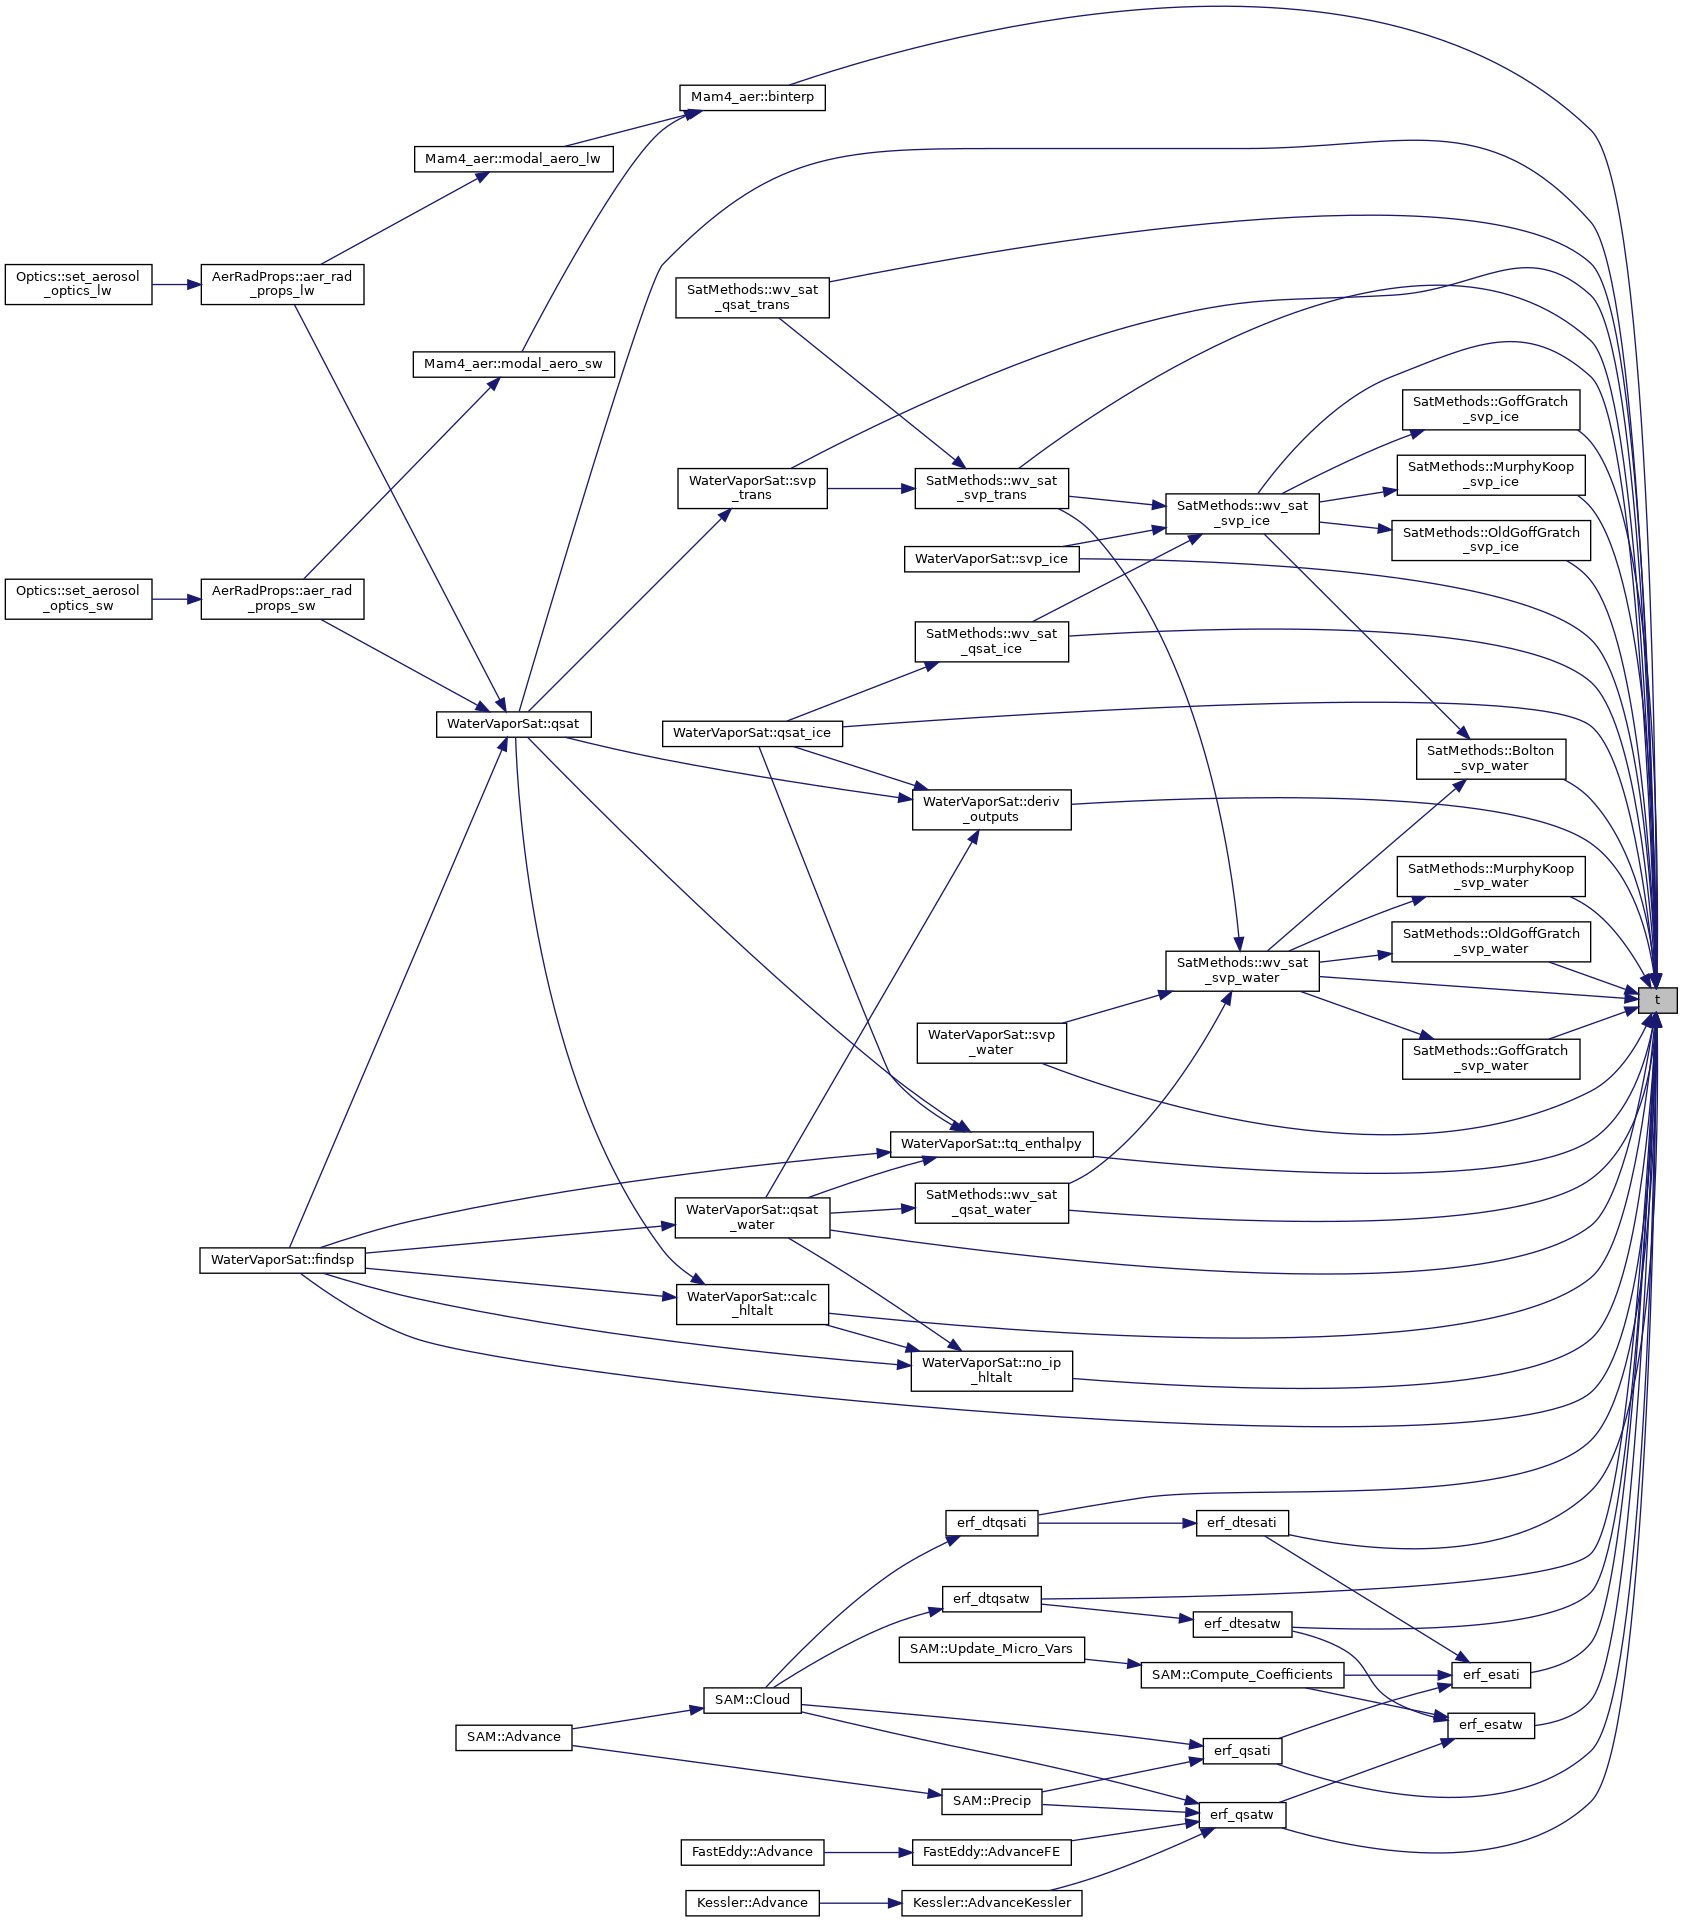 Mam4_aer::binterp
Mam4_aer::modal_aero_lw
Optics::set_aerosol
_optics_lw
AerRadProps::aer_rad
_props_lw
SatMethods::wv_sat
_qsat_trans
Mam4_aer::modal_aero_sw
SatMethods::GoffGratch
_svp_ice
SatMethods::MurphyKoop
_svp_ice
WaterVaporSat::svp
_trans
SatMethods::wv_sat
_svp_trans
SatMethods::wv_sat
_svp_ice
SatMethods::OldGoffGratch
_svp_ice
WaterVaporSat::svp_ice
Optics::set_aerosol
_optics_sw
AerRadProps::aer_rad
_props_sw
SatMethods::wv_sat
_qsat_ice
WaterVaporSat::qsat
WaterVaporSat::qsat_ice
SatMethods::Bolton
_svp_water
WaterVaporSat::deriv
_outputs
SatMethods::MurphyKoop
_svp_water
SatMethods::OldGoffGratch
_svp_water
SatMethods::wv_sat
_svp_water
t
WaterVaporSat::svp
_water
SatMethods::GoffGratch
_svp_water
WaterVaporSat::tq_enthalpy
SatMethods::wv_sat
_qsat_water
WaterVaporSat::qsat
_water
WaterVaporSat::findsp
WaterVaporSat::calc
_hltalt
WaterVaporSat::no_ip
_hltalt
erf_dtqsati
erf_dtesati
erf_dtqsatw
erf_dtesatw
SAM::Update_Micro_Vars
SAM::Compute_Coefficients
erf_esati
SAM::Cloud
erf_esatw
SAM::Advance
erf_qsati
SAM::Precip
erf_qsatw
FastEddy::Advance
FastEddy::AdvanceFE
Kessler::Advance
Kessler::AdvanceKessler